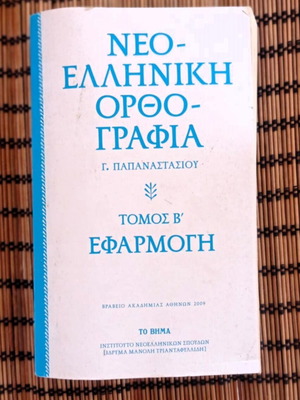 ΝΕΟ-
ΕΛΛΗΝΙΚΗ
ΟΡΘΟ-
ΓΡΑΦΙΑ
Γ. ΠΑΠΑΝΑΣΤΑΣΙΟΥ
ΤΟΜΟΣ Β΄
ΕΦΑΡΜΟΓΗ
ΒΡΑΒΕΙΟ ΑΚΑΔΗΜΙΑΣ ΑΘΗΝΩΝ 2009
ΤΟ ΒΗΜΑ
ΙΝΣΤΙΤΟΥΤΟ ΝΕΟΕΛΛΗΝΙΚΩΝ ΣΠΟΥΔΩΝ
[ΙΔΡΥΜΑ ΜΑΝΟΛΗ ΤΡΙΑΝΤΑΦΥΛΛΙΔΗ]